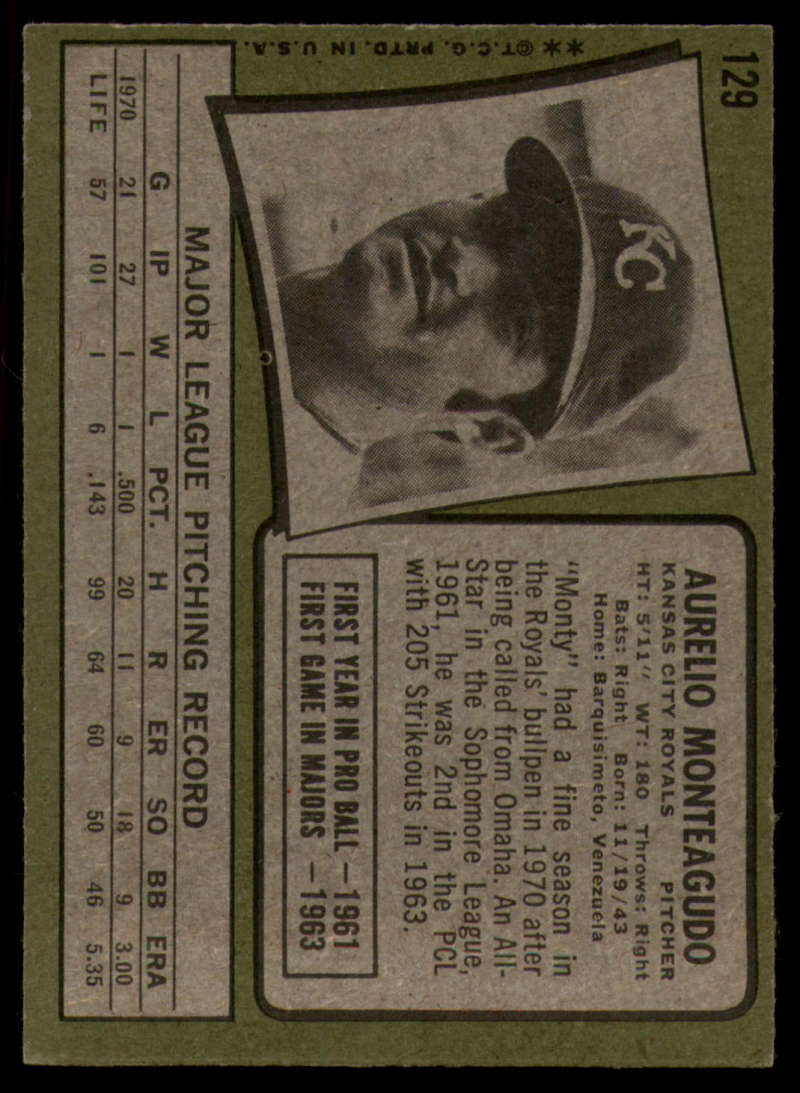 129
**©T.C.G. PRTD. IN U.S.A.
KC
AURELIO MONTEAGUDO
KANSAS CITY ROYALS PITCHER
HT: 5'11" WT: 180 Throws: Right
Bats: Right Born: 11/19/43
Home: Barquisimeto, Venezuela
"Monty" had a fine season in
the Royals' bullpen in 1970 after
being called from Omaha. An All-
Star in the Sophomore League,
1961, he was 2nd in the PCL
with 205 Strikeouts in 1963.
FIRST YEAR IN PRO BALL—1961
FIRST GAME IN MAJORS —1963
MAJOR LEAGUE PITCHING RECORD
G IP W L PCT. H R ER SO BB ERA
1970 21 27 1 1 .500 20 11 9 18 9 3.00
LIFE 57 101 1 6 .143 99 64 60 50 46 5.35